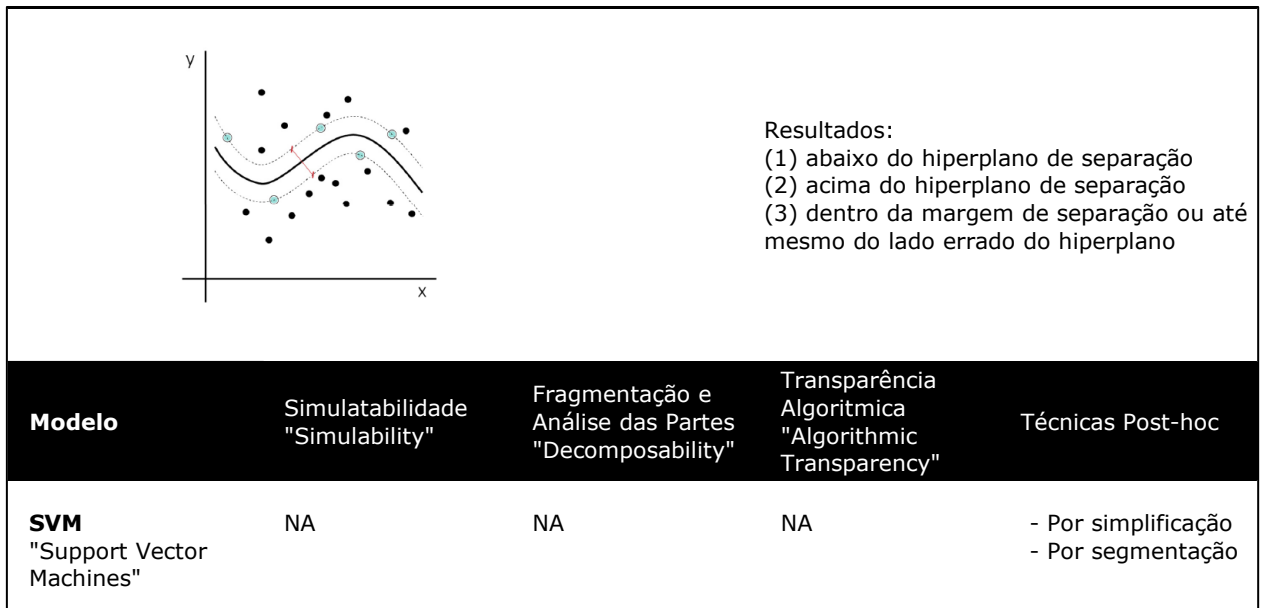 y
x
Resultados:
(1) abaixo do hiperplano de separação
(2) acima do hiperplano de separação
(3) dentro da margem de separação ou até
mesmo do lado errado do hiperplano
Modelo
Simulatabilidade
"Simulability"
Fragmentação e
Análise das Partes
"Decomposability"
Transparência
Algoritmica
"Algorithmic
Transparency"
Técnicas Post-hoc
SVM
"Support Vector
Machines"
NA
NA
NA
- Por simplificação
- Por segmentação